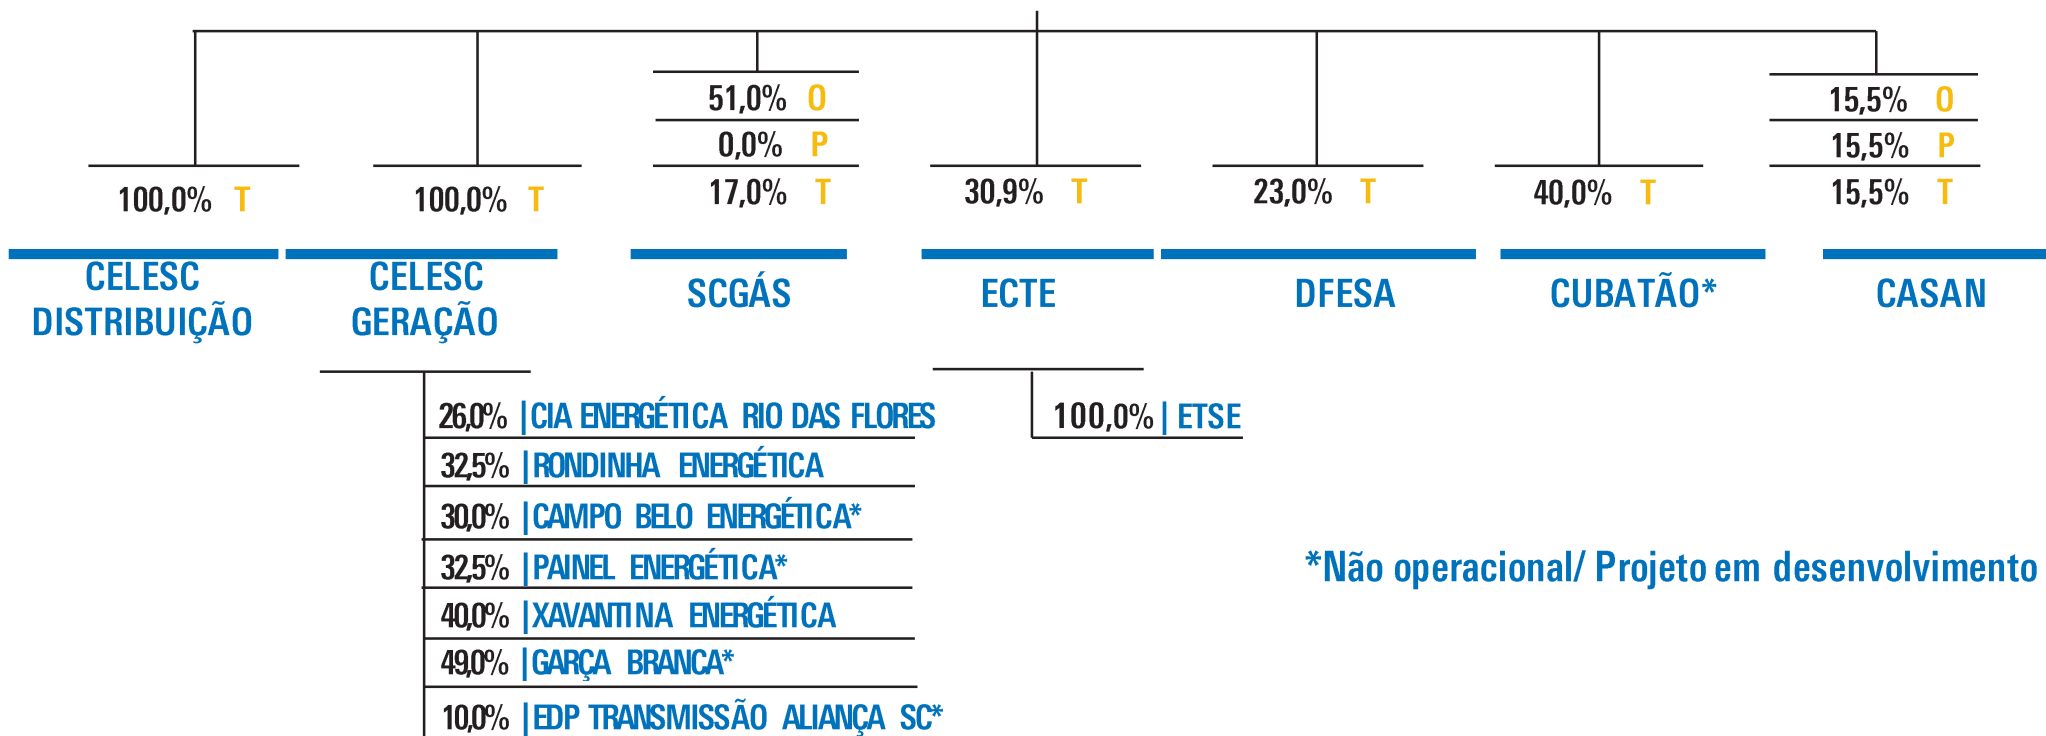 51,0% O
0,0% P
17,0% T
15,5% O
15,5% P
15,5% T
100,0% T
100,0% T
30,9% T
23,0% T
40,0% T
CELESC
DISTRIBUIÇÃO
CELESC
GERAÇÃO
SCGÁS
ECTE
DFESA
CUBATÃO*
CASAN
26,0% | CIA ENERGÉTICA RIO DAS FLORES
32,5% | RONDINHA ENERGÉTICA
30,0% | CAMPO BELO ENERGÉTICA*
32,5% | PAINEL ENERGÉTICA*
40,0% | XAVANTINA ENERGÉTICA
49,0% | GARÇA BRANCA*
10,0% | EDP TRANSMISSÃO ALIANÇA SC*
100,0% | ETSE
*Não operacional/ Projeto em desenvolvimento